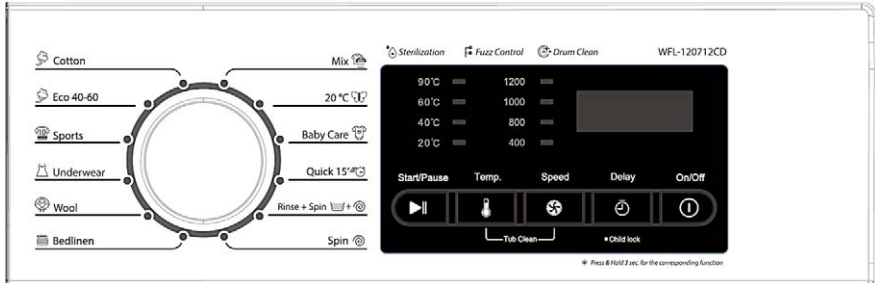 Sterilization Fuzz Control Drum Clean WFL-120712CD
Cotton Mix
Eco 40-60 20 °C
Sports Baby Care
Underwear Quick 15'
Wool Rinse + Spin +
Bedlinen Spin
90°C 1200
60°C 1000
40°C 800
20°C 400
Start/Pause Temp. Speed Delay On/Off
Tub Clean • Child lock
* Press & Hold 3 sec. for the corresponding function